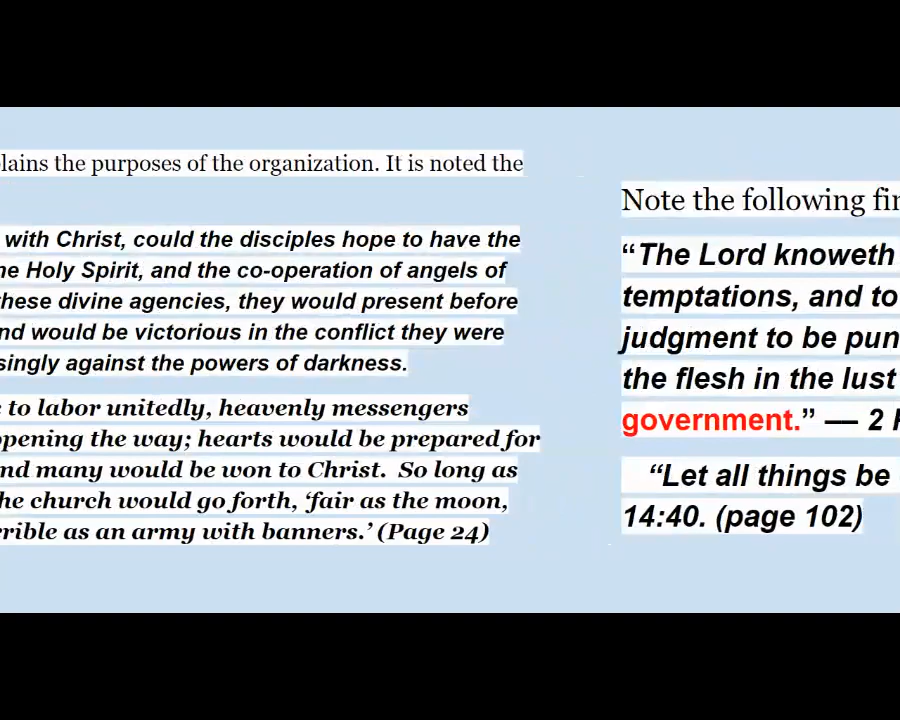 lains the purposes of the organization. It is noted the
with Christ, could the disciples hope to have the
he Holy Spirit, and the co-operation of angels of
these divine agencies, they would present before
nd would be victorious in the conflict they were
singly against the powers of darkness.
to labor unitedly, heavenly messengers
pening the way; hearts would be prepared for
nd many would be won to Christ. So long as
he church would go forth, ‘fair as the moon,
rrible as an army with banners.’ (Page 24)
Note the following fin
“The Lord knoweth
temptations, and to
judgment to be pun
the flesh in the lust
government.” — 2 P
“Let all things be
14:40. (page 102)